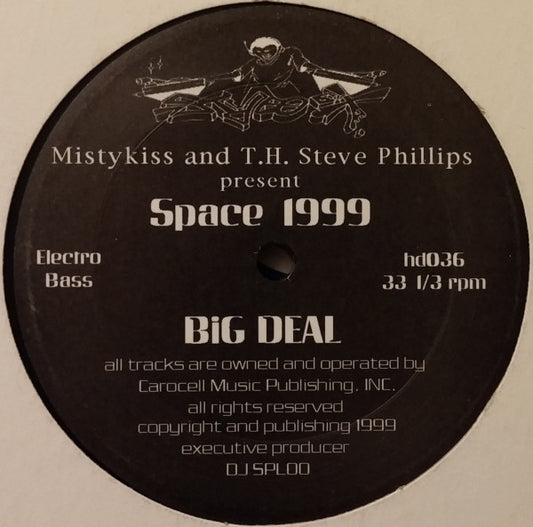 Mistykiss and T.H. Steve Phillips
present
Space 1999
Electro
Bass
hd036
33 1/3 rpm
BiG DEAL
all tracks are owned and operated by
Carocell Music Publishing, INC.
all rights reserved
copyright and publishing 1999
executive producer
DJ SPLOO